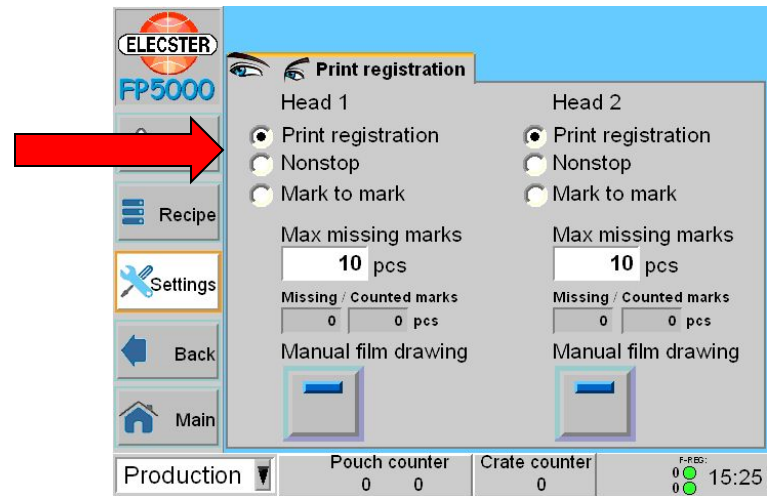 ELECSTER
FP5000
Print registration
Head 1
Head 2
Print registration
Print registration
Nonstop
Nonstop
Mark to mark
Mark to mark
Recipe
Max missing marks
Max missing marks
10 pcs
10 pcs
Settings
Missing / Counted marks
Missing / Counted marks
0 0 pcs
0 0 pcs
Back
Manual film drawing
Manual film drawing
Main
Production
Pouch counter
0 0
Crate counter
0
F-REG:
0
0
15:25